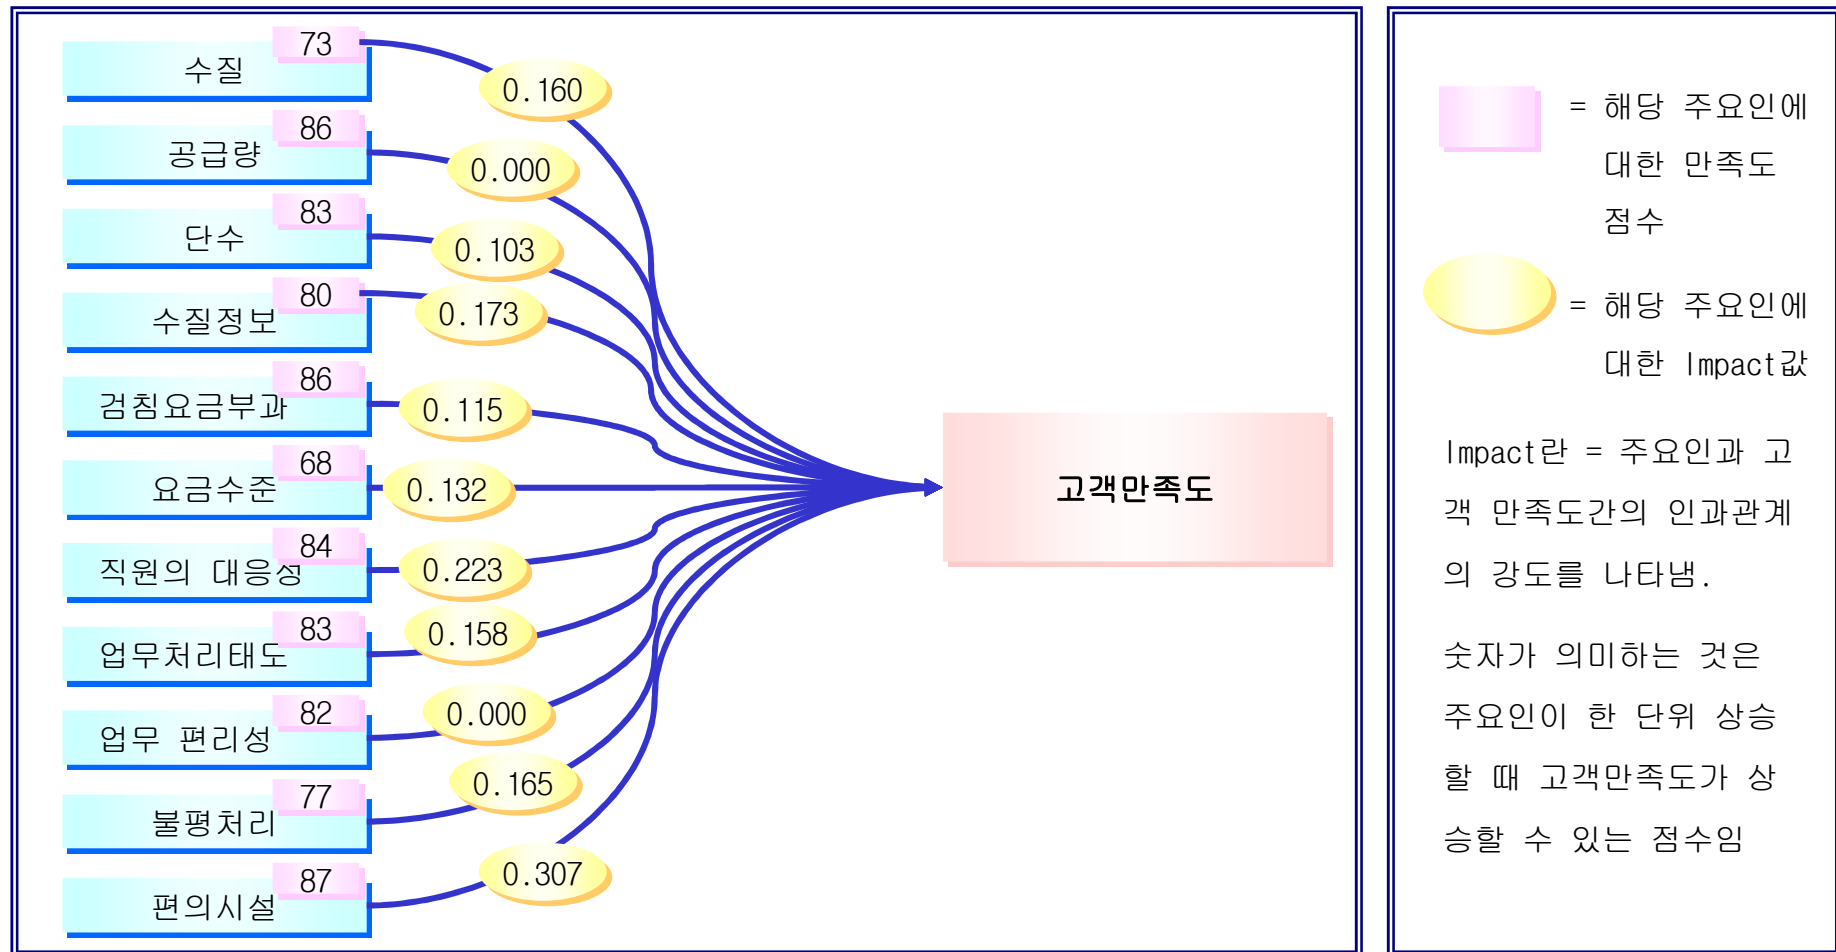 73
수질
0.160
86
공급량
0.000
83
단수
0.103
80
수질정보
0.173
86
검침요금부과
0.115
68
요금수준
0.132
84
직원의 대응성
0.223
83
업무처리태도
0.158
82
업무 편리성
0.000
77
불평처리
0.165
87
편의시설
0.307
고객만족도
= 해당 주요인에
대한 만족도
점수
= 해당 주요인에
대한 Impact값
Impact란 = 주요인과 고
객 만족도간의 인과관계
의 강도를 나타냄.
숫자가 의미하는 것은
주요인이 한 단위 상승
할 때 고객만족도가 상
승할 수 있는 점수임